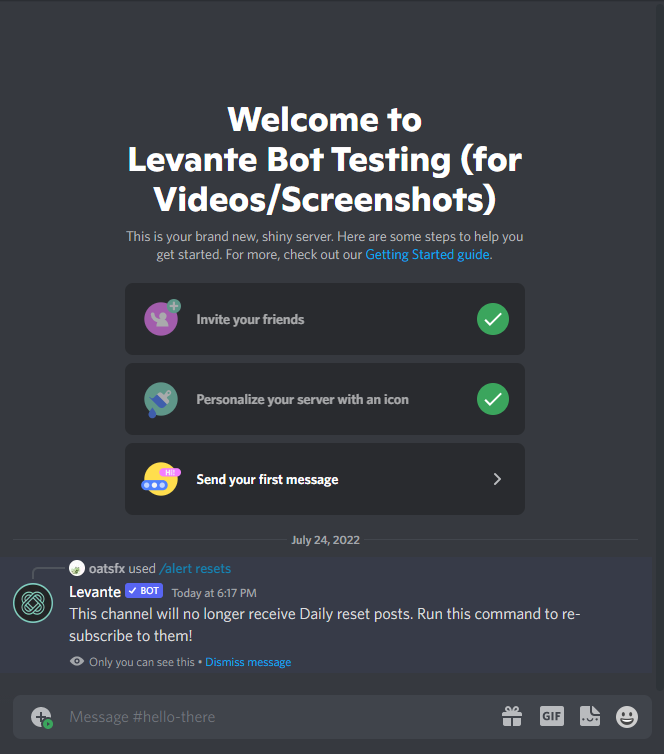 Welcome to
Levante Bot Testing (for
Videos/Screenshots)
This is your brand new, shiny server. Here are some steps to help you
get started. For more, check out our Getting Started guide.
Invite your friends
Personalize your server with an icon
Hi!
Send your first message
July 24, 2022
oatsfx used /alert resets
Levante BOT Today at 6:17 PM
This channel will no longer receive Daily reset posts. Run this command to re-
subscribe to them!
Only you can see this • Dismiss message
Message #hello-there
GIF